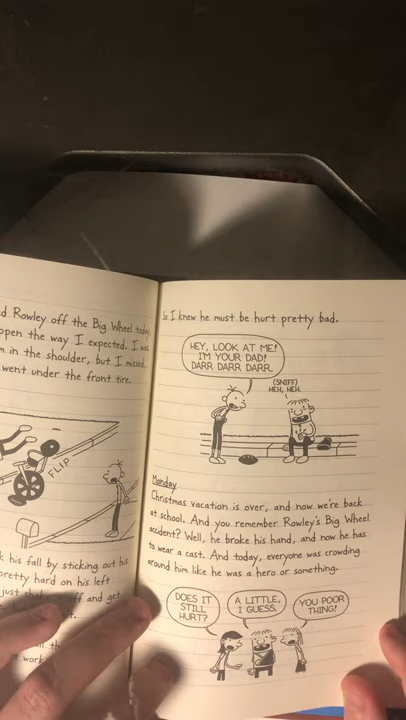 d Rowley off the Big Wheel today,
ppen the way I expected. I was
m in the shoulder, but I missed,
went under the front tire.
FLIP
k his fall by sticking out his
pretty hard on his left
just off and get
So I knew he must be hurt pretty bad.
HEY, LOOK AT ME!
I'M YOUR DAD!
DARR DARR DARR.
(SNIFF)
HEH, HEH.
Monday
Christmas vacation is over, and now we're back
at school. And you remember Rowley's Big Wheel
accident? Well, he broke his hand, and now he has
to wear a cast. And today, everyone was crowding
around him like he was a hero or something.
DOES IT
STILL
HURT?
A LITTLE,
I GUESS.
YOU POOR
THING!